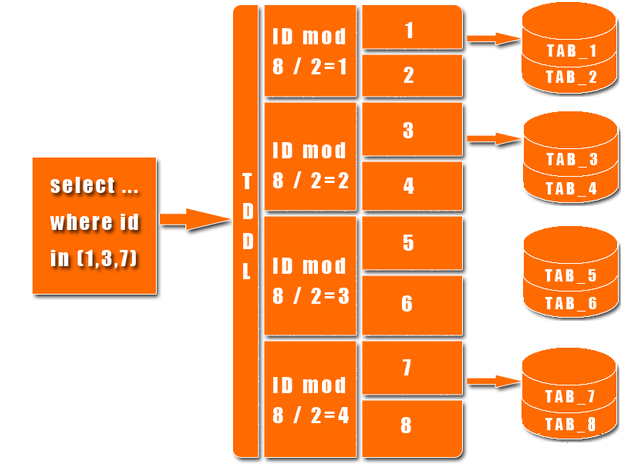 select ...
where id
in (1,3,7)
T
D
D
L
ID mod
8 / 2=1
1
2
TAB_1
TAB_2
ID mod
8 / 2=2
3
4
TAB_3
TAB_4
ID mod
8 / 2=3
5
6
TAB_5
TAB_6
ID mod
8 / 2=4
7
8
TAB_7
TAB_8